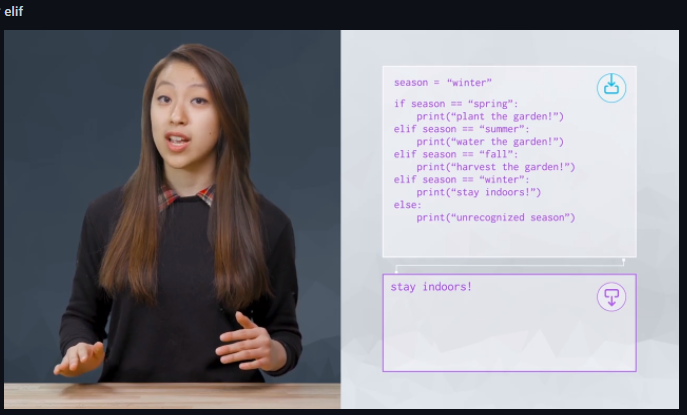 elif
season = “winter”
if season == “spring”:
print(“plant the garden!”)
elif season == “summer”:
print(“water the garden!”)
elif season == “fall”:
print(“harvest the garden!”)
elif season == “winter”:
print(“stay indoors!”)
else:
print(“unrecognized season”)
stay indoors!